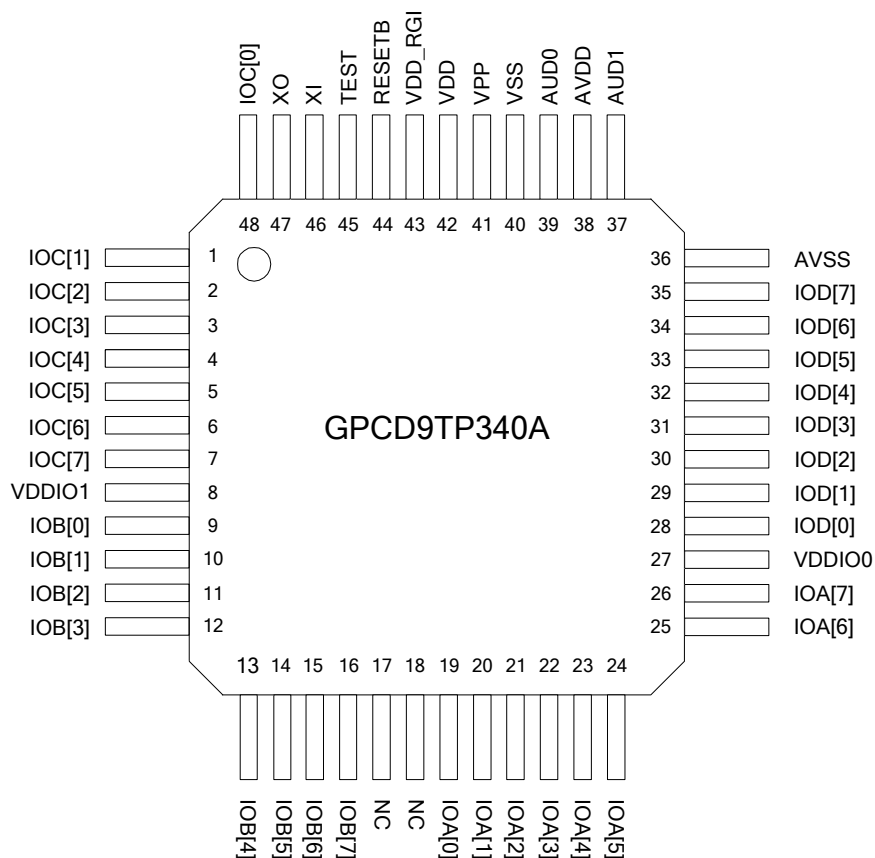 IOC[0] XO XI TEST RESETB VDD_RGI VDD VPP VSS AUD0 AVDD AUD1
48 47 46 45 44 43 42 41 40 39 38 37
IOC[1] 1 36 AVSS
IOC[2] 2 35 IOD[7]
IOC[3] 3 34 IOD[6]
IOC[4] 4 33 IOD[5]
IOC[5] 5 32 IOD[4]
IOC[6] 6 GPCD9TP340A 31 IOD[3]
IOC[7] 7 30 IOD[2]
VDDIO1 8 29 IOD[1]
IOB[0] 9 28 IOD[0]
IOB[1] 10 27 VDDIO0
IOB[2] 11 26 IOA[7]
IOB[3] 12 25 IOA[6]
13 14 15 16 17 18 19 20 21 22 23 24
IOB[4] IOB[5] IOB[6] IOB[7] NC NC IOA[0] IOA[1] IOA[2] IOA[3] IOA[4] IOA[5]